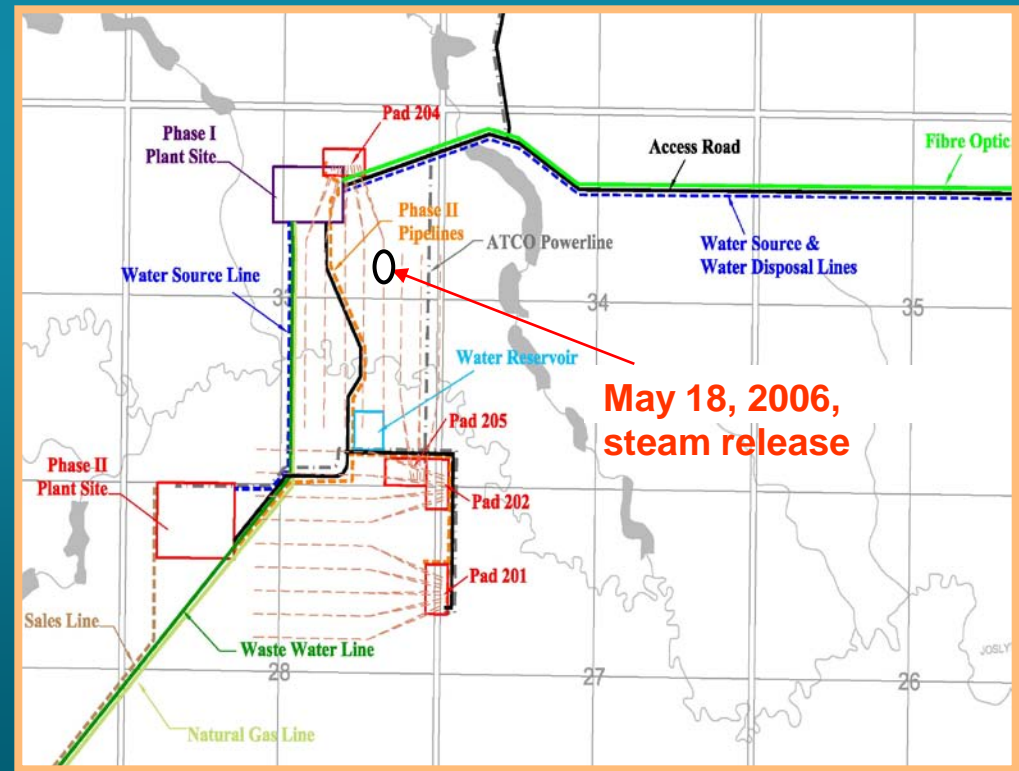 Pad 204
Phase I
Plant Site
Access Road
Fibre Optic
Phase II
Pipelines
ATCO Powerline
Water Source &
Water Disposal Lines
Water Source Line
33
34
35
Water Reservoir
May 18, 2006,
steam release
Pad 205
Phase II
Plant Site
Pad 202
Pad 201
Sales Line
Waste Water Line
28
27
26
JOSLY
Natural Gas Line